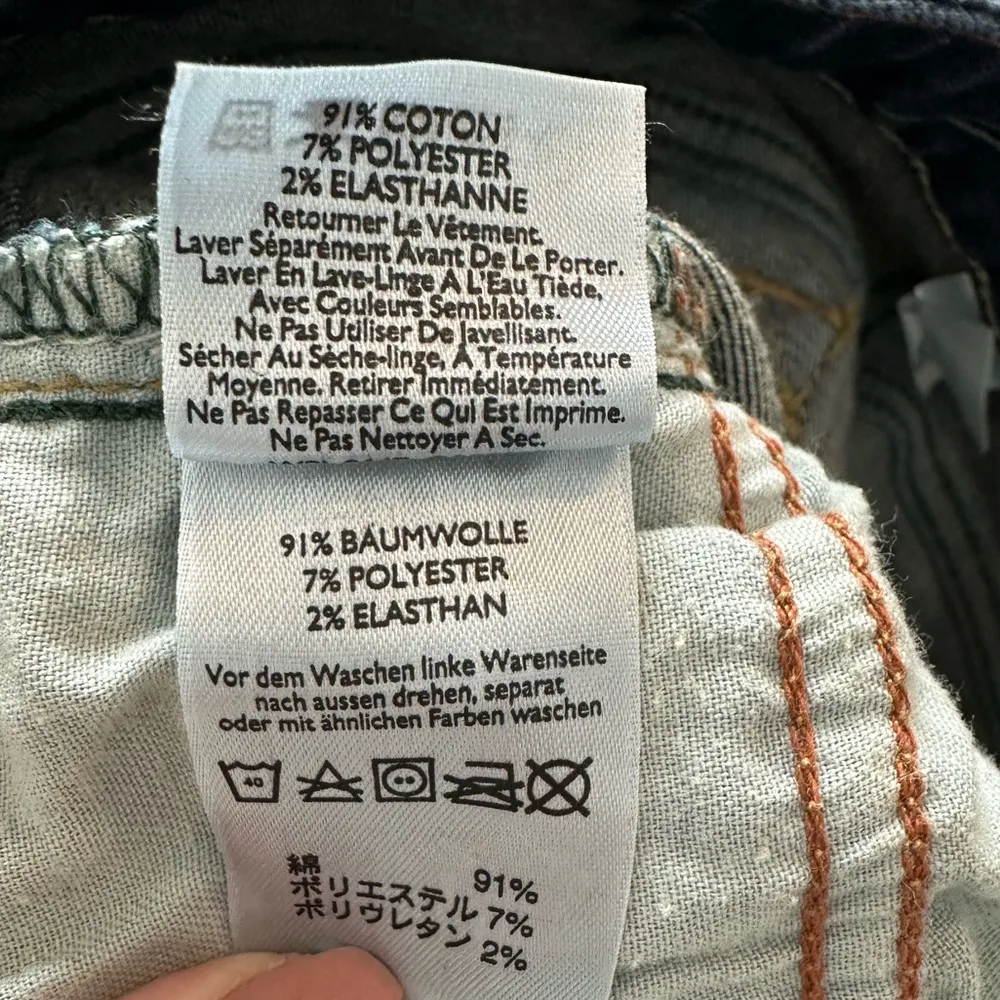 91% COTON
7% POLYESTER
2% ELASTHANNE
Retourner Le Vêtement.
Laver Séparément Avant De Le Porter.
Laver En Lave-Linge A L'Eau Tiède,
Avec Couleurs Semblables.
Ne Pas Utiliser De Javellisant.
Sécher Au Sèche-linge, A Température
Moyenne. Retirer Immédiatement.
Ne Pas Repasser Ce Qui Est Imprime.
Ne Pas Nettoyer A Sec.
91% BAUMWOLLE
7% POLYESTER
2% ELASTHAN
Vor dem Waschen linke Warenseite
nach aussen drehen, separat
oder mit ähnlichen Farben waschen
40
綿 91%
ポリエステル 7%
ポリウレタン 2%